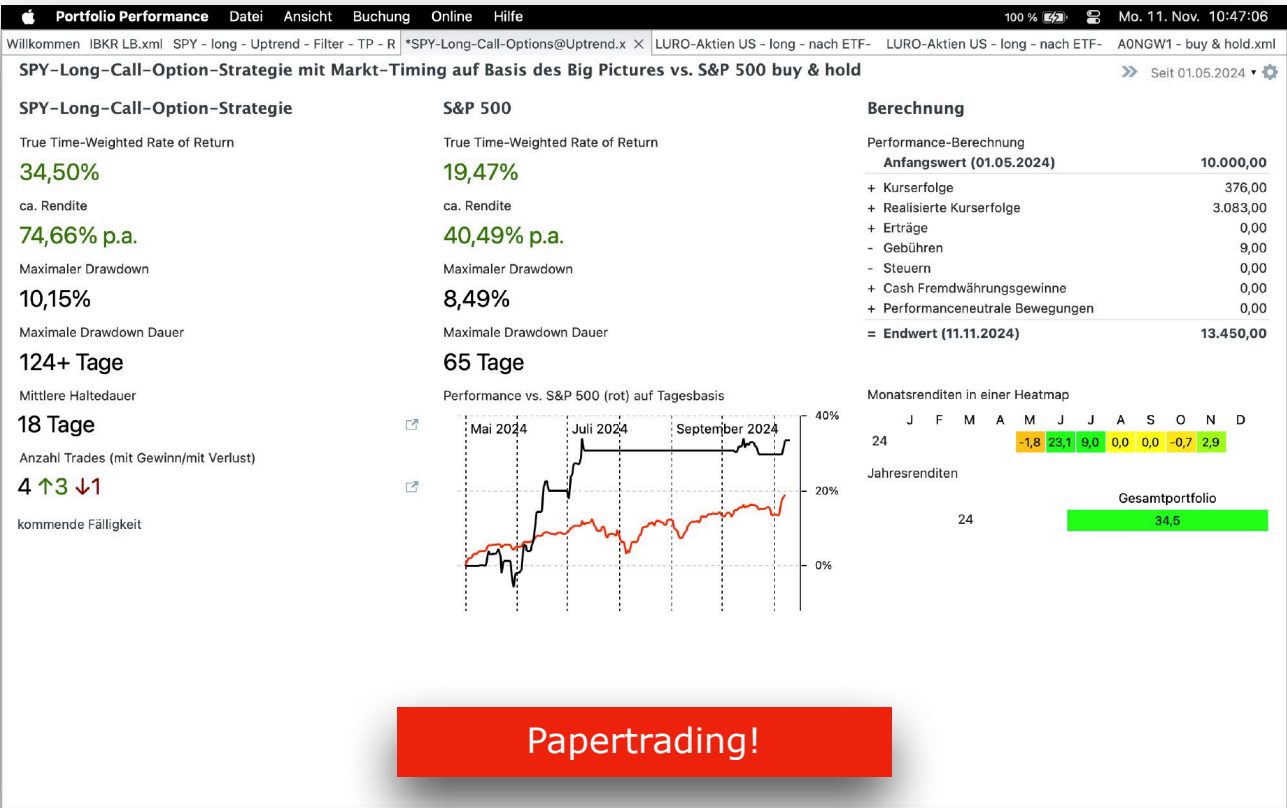 Portfolio Performance Datei Ansicht Buchung Online Hilfe 100 % Mo. 11. Nov. 10:47:06
Willkommen IBKR LB.xml SPY - long - Uptrend - Filter - TP - R *SPY-Long-Call-Options@Uptrend.x LURO-Aktien US - long - nach ETF- LURO-Aktien US - long - nach ETF- A0NGW1 - buy & hold.xml
SPY-Long-Call-Option-Strategie mit Markt-Timing auf Basis des Big Pictures vs. S&P 500 buy & hold
Seit 01.05.2024
SPY-Long-Call-Option-Strategie
True Time-Weighted Rate of Return
34,50%
ca. Rendite
74,66% p.a.
Maximaler Drawdown
10,15%
Maximale Drawdown Dauer
124+ Tage
Mittlere Haltedauer
18 Tage
Anzahl Trades (mit Gewinn/mit Verlust)
4 ↑3 ↓1
kommende Fälligkeit
S&P 500
True Time-Weighted Rate of Return
19,47%
ca. Rendite
40,49% p.a.
Maximaler Drawdown
8,49%
Maximale Drawdown Dauer
65 Tage
Performance vs. S&P 500 (rot) auf Tagesbasis
Mai 2024 Juli 2024 September 2024
40%
20%
0%
Berechnung
Performance-Berechnung
Anfangswert (01.05.2024) 10.000,00
+ Kurserfolge 376,00
+ Realisierte Kurserfolge 3.083,00
+ Erträge 0,00
- Gebühren 9,00
- Steuern 0,00
+ Cash Fremdwährungsgewinne 0,00
+ Performanceneutrale Bewegungen 0,00
= Endwert (11.11.2024) 13.450,00
Monatsrenditen in einer Heatmap
J F M A M J J A S O N D
24 -1,8 23,1 9,0 0,0 0,0 -0,7 2,9
Jahresrenditen
Gesamtportfolio
24 34,5
Papertrading!